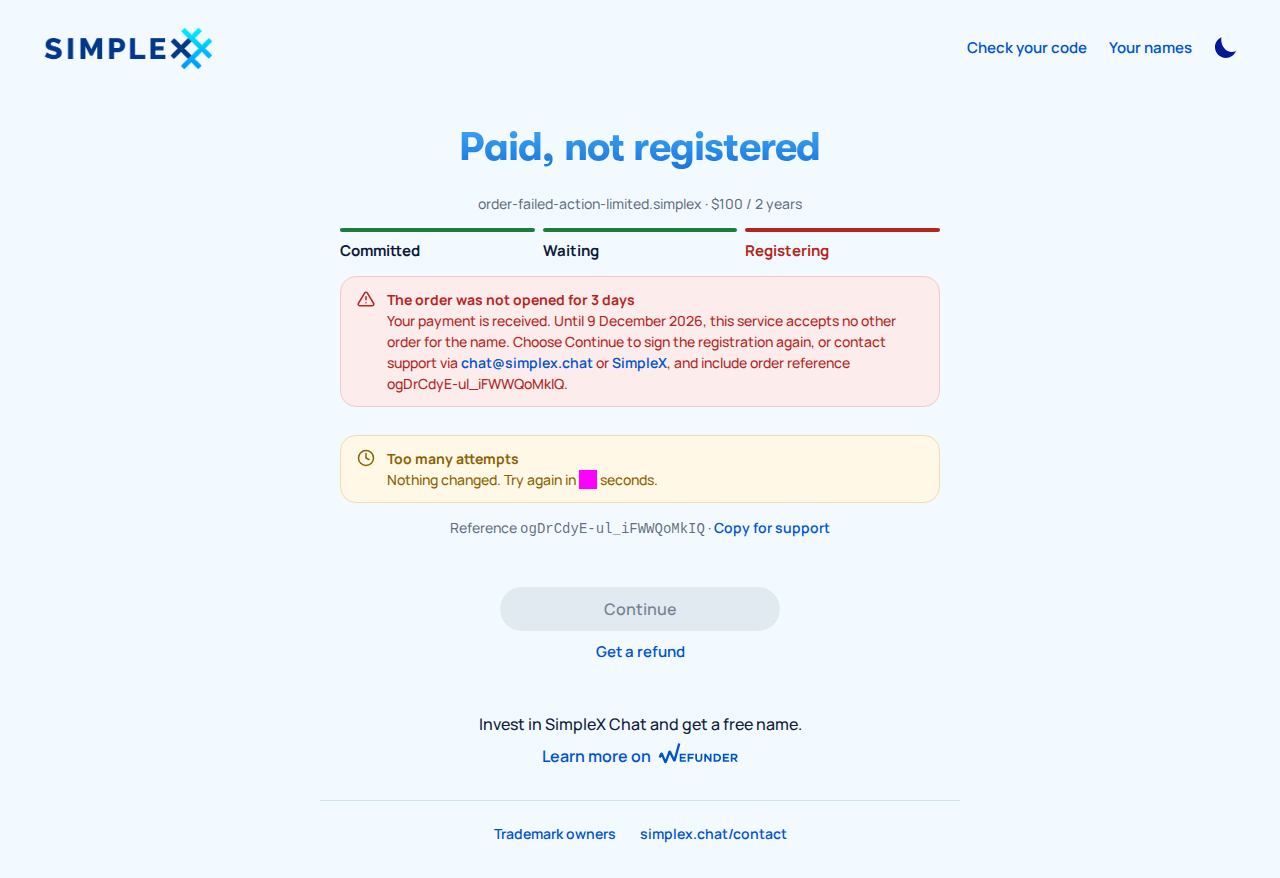 SIMPLEX
Check your code
Your names
Paid, not registered
order-failed-action-limited.simplex · $100 / 2 years
Committed
Waiting
Registering
The order was not opened for 3 days
Your payment is received. Until 9 December 2026, this service accepts no other
order for the name. Choose Continue to sign the registration again, or contact
support via chat@simplex.chat or SimpleX, and include order reference
ogDrCdyE-ul_iFWWQoMkIQ.
Too many attempts
Nothing changed. Try again in seconds.
Reference ogDrCdyE-ul_iFWWQoMkIQ · Copy for support
Continue
Get a refund
Invest in SimpleX Chat and get a free name.
Learn more on WEFUNDER
Trademark owners
simplex.chat/contact